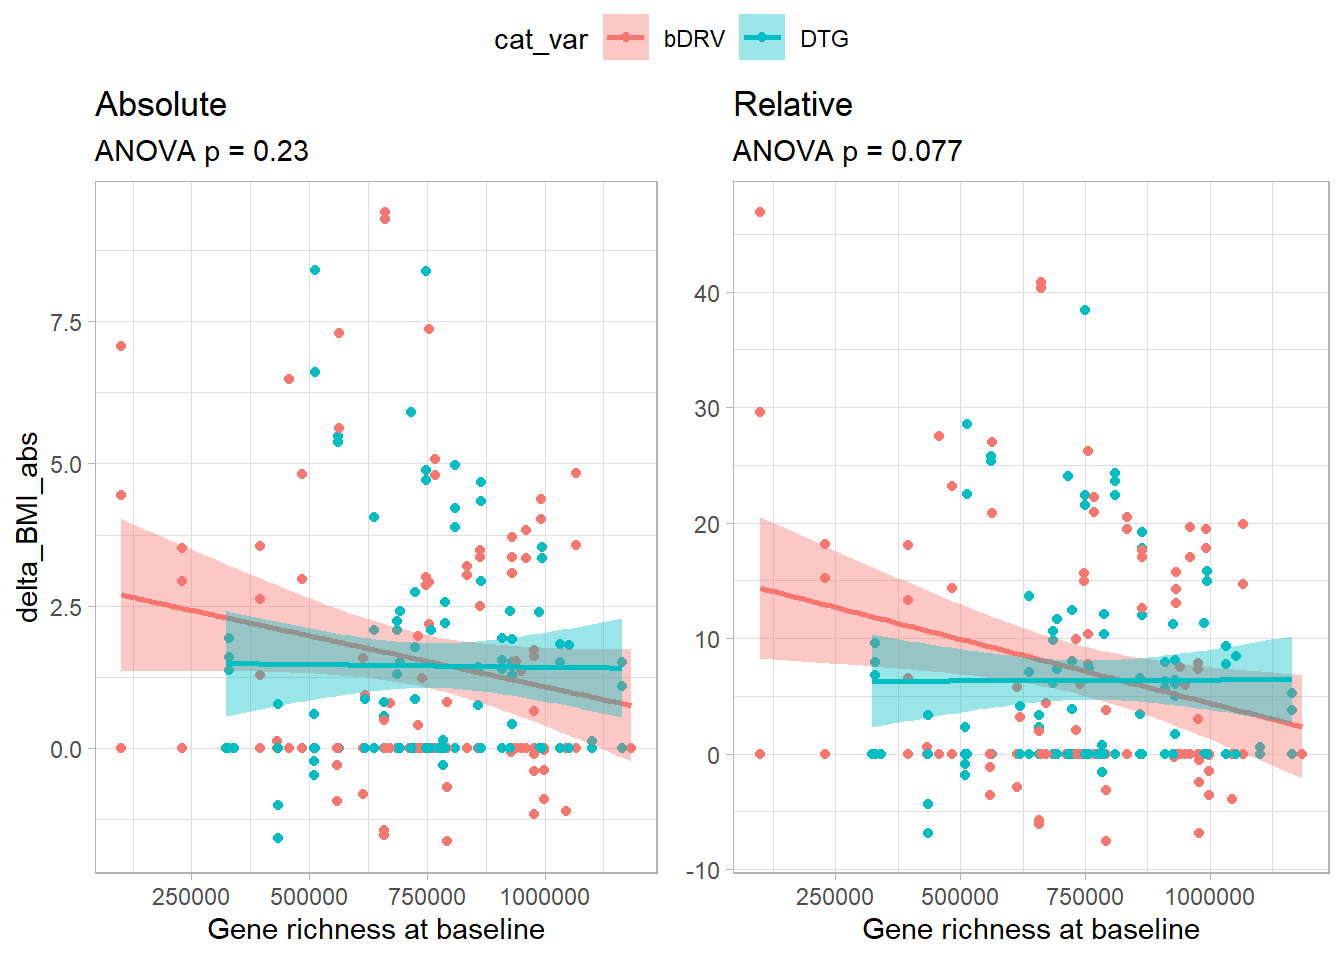 cat_var bDRV DTG
Absolute
ANOVA p = 0.23
delta_BMI_abs
7.5
5.0
2.5
0.0
250000 500000 750000 1000000
Gene richness at baseline
Relative
ANOVA p = 0.077
40
30
20
10
0
-10
250000 500000 750000 1000000
Gene richness at baseline